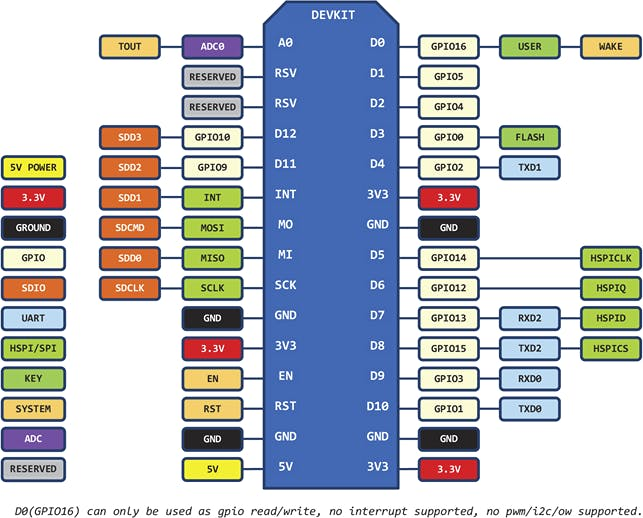 DEVKIT
TOUT ADC0 A0 D0 GPIO16 USER WAKE
RESERVED RSV D1 GPIO5
RESERVED RSV D2 GPIO4
SDD3 GPIO10 D12 D3 GPIO0 FLASH
5V POWER SDD2 GPIO9 D11 D4 GPIO2 TXD1
3.3V SDD1 INT INT 3V3 3.3V
GROUND SDCMD MOSI MO GND GND
GPIO SDD0 MISO MI D5 GPIO14 HSPICLK
SDIO SDCLK SCLK SCK D6 GPIO12 HSPIQ
UART GND GND D7 GPIO13 RXD2 HSPID
HSPI/SPI 3.3V 3V3 D8 GPIO15 TXD2 HSPICS
KEY EN EN D9 GPIO3 RXD0
SYSTEM RST RST D10 GPIO1 TXD0
ADC GND GND GND GND
RESERVED 5V 5V 3V3 3.3V
D0(GPIO16) can only be used as gpio read/write, no interrupt supported, no pwm/i2c/ow supported.